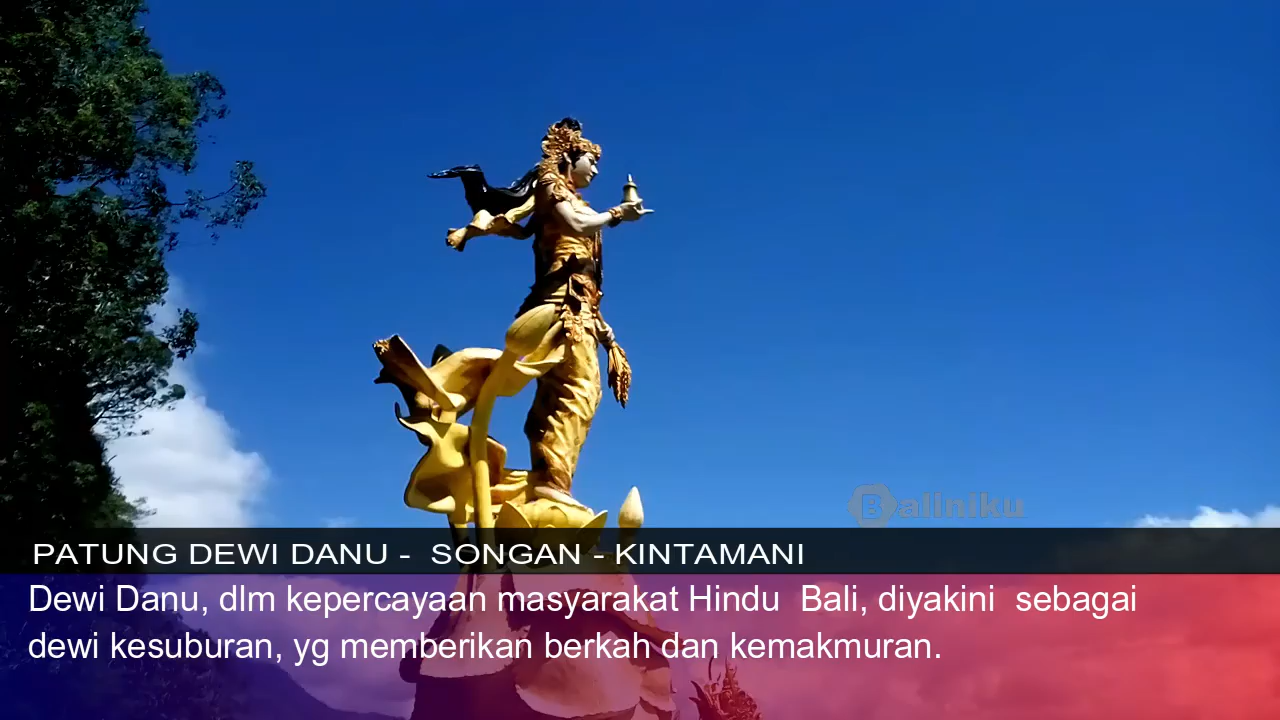 Baliniku
PATUNG DEWI DANU -  SONGAN - KINTAMANI
Dewi Danu, dlm kepercayaan masyarakat Hindu  Bali, diyakini  sebagai
dewi kesuburan, yg memberikan berkah dan kemakmuran.